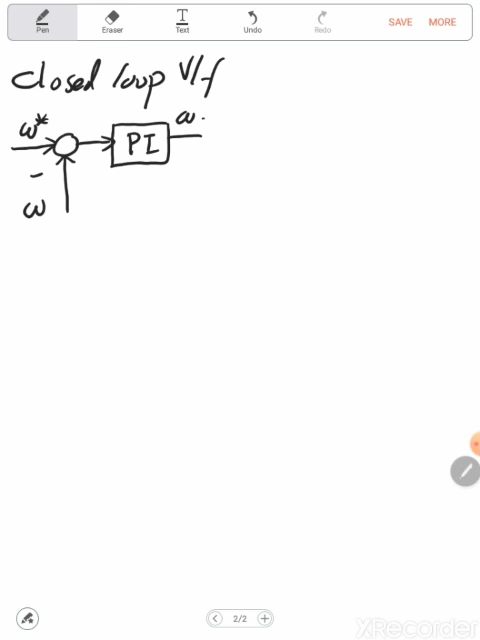 Pen Eraser Text Undo Redo SAVE MORE
closed loop V/f
ω*
PI
ω.
-
ω
2/2
XRecorder